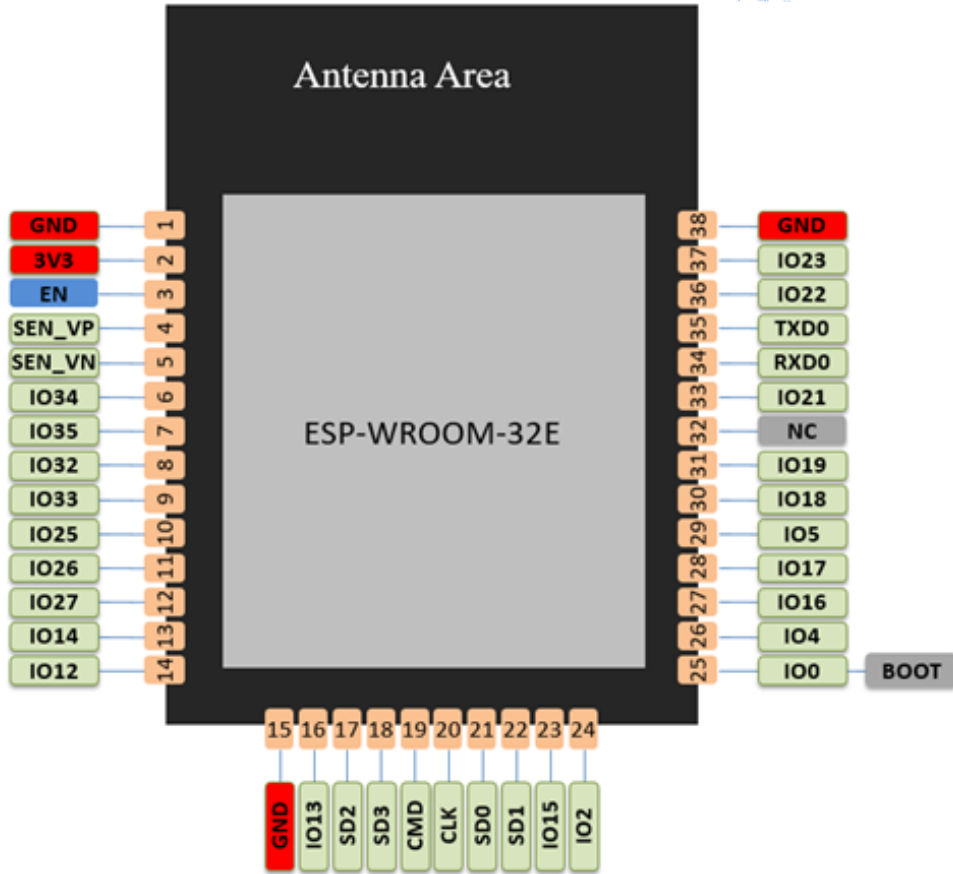 Antenna Area
GND 1
3V3 2
EN 3
SEN_VP 4
SEN_VN 5
IO34 6
IO35 7
IO32 8
IO33 9
IO25 10
IO26 11
IO27 12
IO14 13
IO12 14
ESP-WROOM-32E
38 GND
37 IO23
36 IO22
35 TXD0
34 RXD0
33 IO21
32 NC
31 IO19
30 IO18
29 IO5
28 IO17
27 IO16
26 IO4
25 IO0 BOOT
15 16 17 18 19 20 21 22 23 24
GND IO13 SD2 SD3 CMD CLK SD0 SD1 IO15 IO2